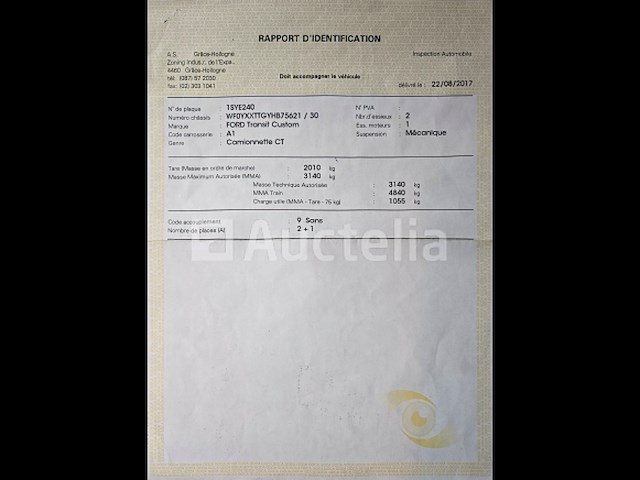 RAPPORT D'IDENTIFICATION
A.S. Grâce-Hollogne Inspection Automobile
Zoning Indust. de l'Expa..
4460 Grâce-Hollogne
tél. (087) 57 2030 Doit accompagner le véhicule
fax. (02) 303 1041 délivré le : 22/08/2017
N° de plaque : 1SYE240 N° PVA :
Numéro châssis : WF0YXXTTGYHB75621 / 30 Nbr.d'essieux : 2
Marque : FORD Transit Custom Ess. moteurs : 1
Code carrosserie : A1 Suspension : Mécanique
Genre : Camionnette CT
Tare (Masse en ordre de marche) : 2010 kg
Masse Maximum Autorisée (MMA) : 3140 kg
Masse Technique Autorisée : 3140 kg
MMA Train : 4840 kg
Charge utile (MMA - Tare - 75 kg) : 1055 kg
Code accouplement : 9 Sans
Nombre de places (A) : 2 + 1
Auctelia